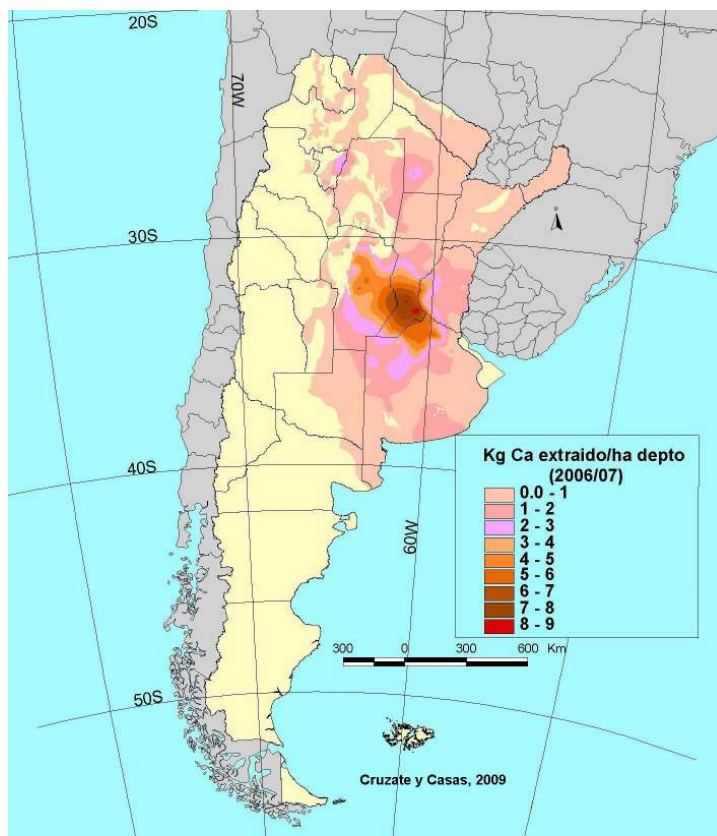 20S
70W
30S
Kg Ca extraido/ha depto
(2006/07)
0.0 - 1
1 - 2
2 - 3
3 - 4
4 - 5
5 - 6
6 - 7
7 - 8
8 - 9
40S
60W
300 0 300 600 Km
50S
Cruzate y Casas, 2009